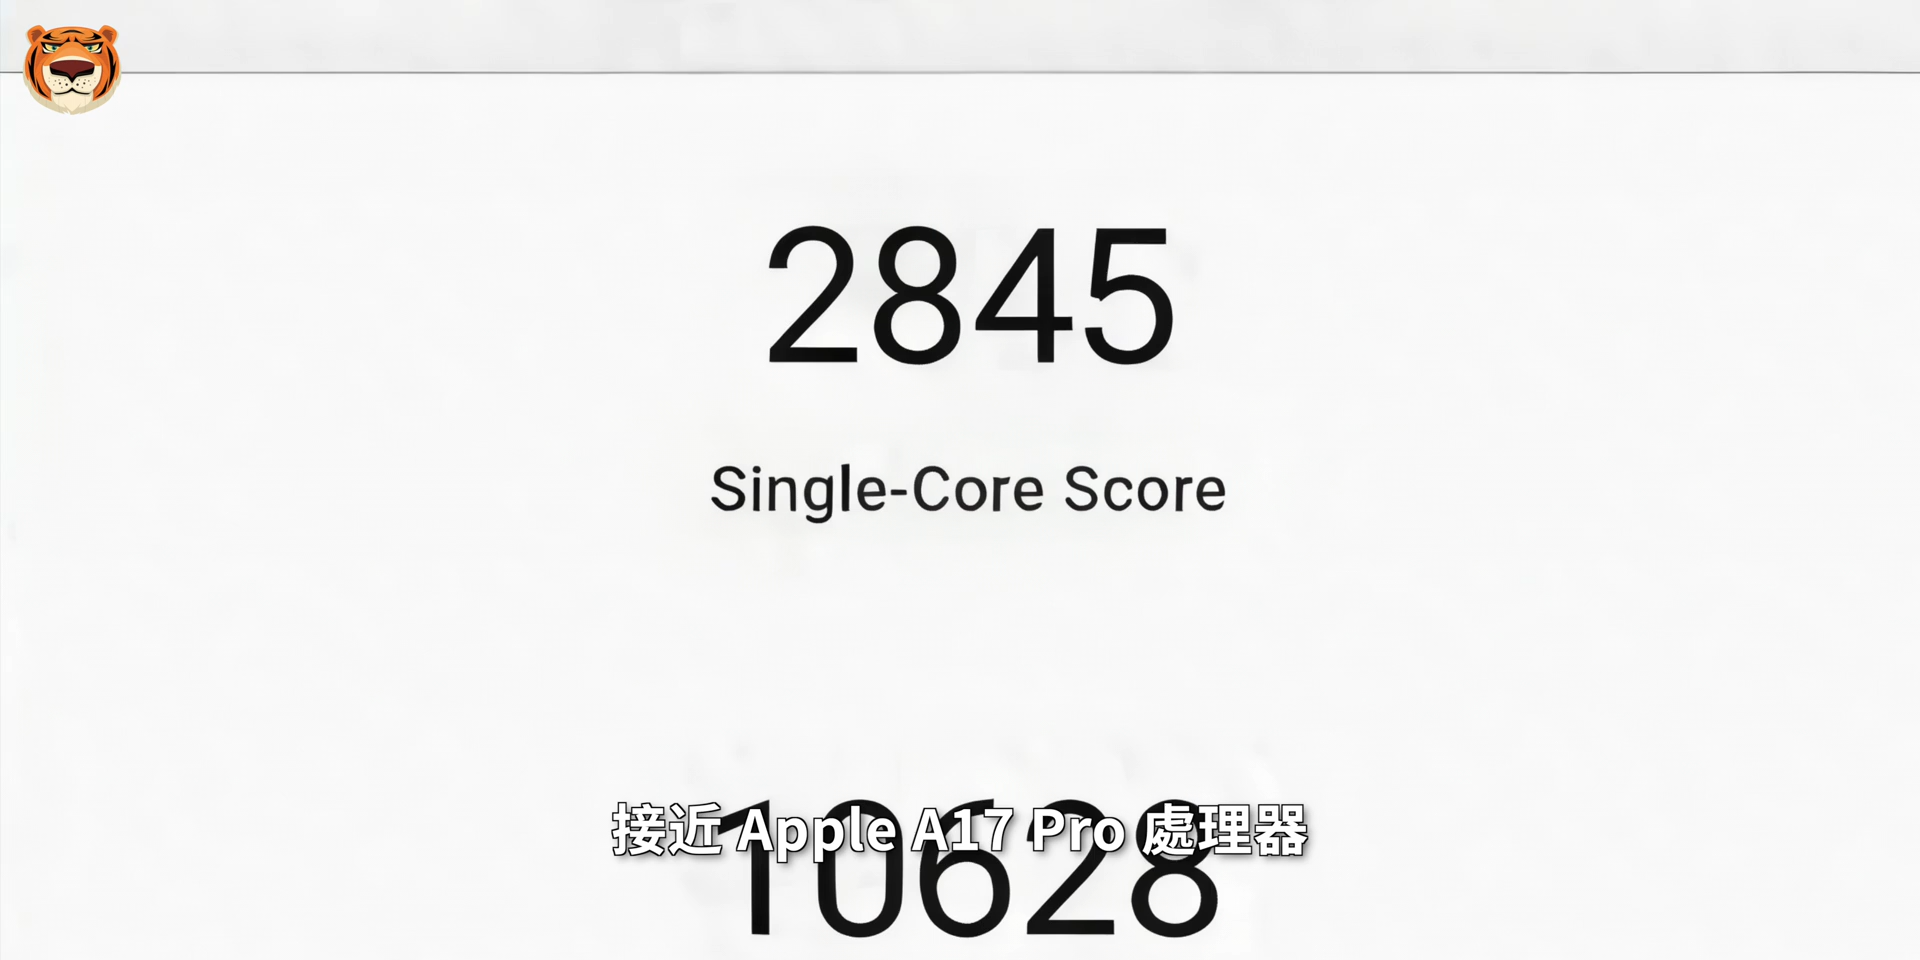 2845
Single-Core Score
10628
接近 Apple A17 Pro 處理器